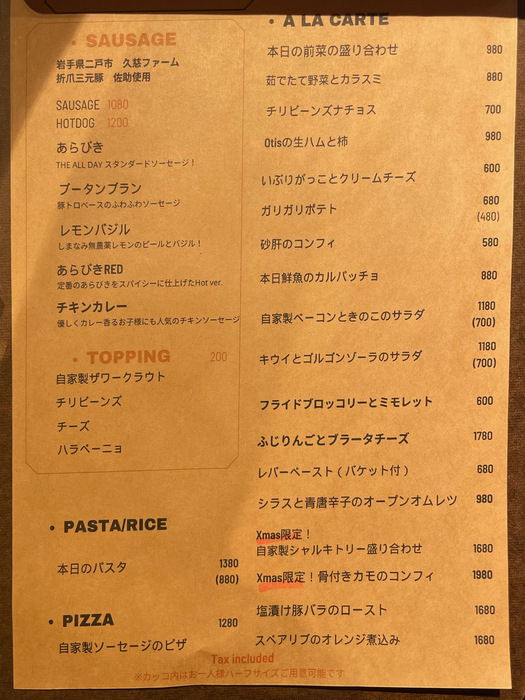 • SAUSAGE
岩手県二戸市 久慈ファーム
折爪三元豚 佐助使用
SAUSAGE 1080
HOTDOG 1200
あらびき
THE ALL DAY スタンダードソーセージ！
ブータンブラン
豚トロベースのふわふわソーセージ
レモンバジル
しまなみ無農薬レモンのピールとバジル！
あらびきRED
定番のあらびきをスパイシーに仕上げたHot ver.
チキンカレー
優しくカレー香るお子様にも人気のチキンソーセージ
• TOPPING 200
自家製ザワークラウト
チリビーンズ
チーズ
ハラペーニョ
• PASTA/RICE
本日のパスタ 1380
(880)
• PIZZA 1280
自家製ソーセージのピザ
• A LA CARTE
本日の前菜の盛り合わせ 980
茹でたて野菜とカラスミ 880
チリビーンズナチョス 700
Otisの生ハムと柿 980
いぶりがっことクリームチーズ 600
ガリガリポテト 680
(480)
砂肝のコンフィ 580
本日鮮魚のカルパッチョ 880
自家製ベーコンときのこのサラダ 1180
(700)
キウイとゴルゴンゾーラのサラダ 1180
(700)
フライドブロッコリーとミモレット 600
ふじりんごとブラータチーズ 1780
レバーペースト（バケット付） 680
シラスと青唐辛子のオープンオムレツ 980
Xmas限定！
自家製シャルキトリー盛り合わせ 1680
Xmas限定！骨付きカモのコンフィ 1980
塩漬け豚バラのロースト 1680
スペアリブのオレンジ煮込み 1680
Tax included
※カッコ内はお一人様ハーフサイズご用意可能です